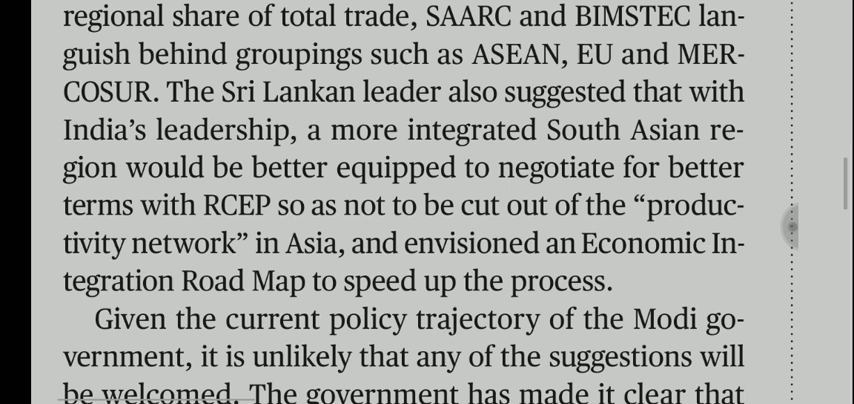 regional share of total trade, SAARC and BIMSTEC lan-
guish behind groupings such as ASEAN, EU and MER-
COSUR. The Sri Lankan leader also suggested that with
India’s leadership, a more integrated South Asian re-
gion would be better equipped to negotiate for better
terms with RCEP so as not to be cut out of the “produc-
tivity network” in Asia, and envisioned an Economic In-
tegration Road Map to speed up the process.
Given the current policy trajectory of the Modi go-
vernment, it is unlikely that any of the suggestions will
be welcomed. The government has made it clear that